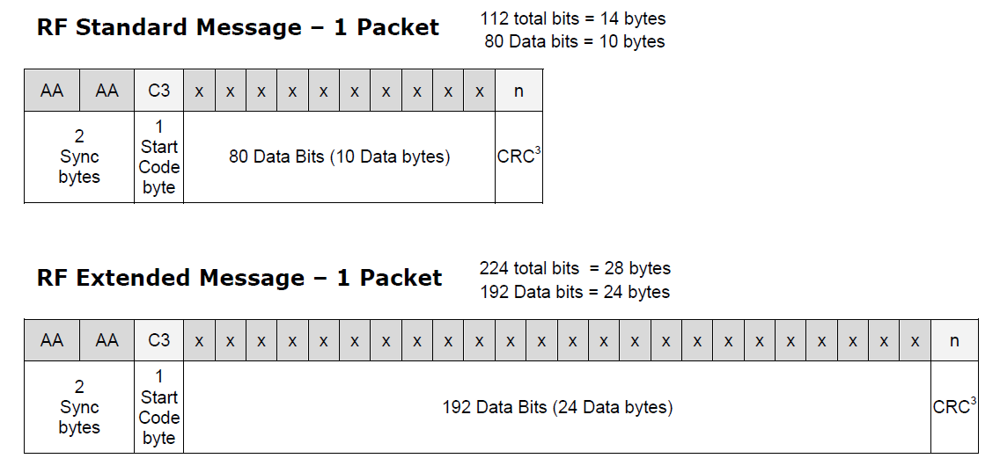 RF Standard Message – 1 Packet
112 total bits = 14 bytes
80 Data bits = 10 bytes
AA AA C3 x x x x x x x x x x n
2
Sync
bytes
1
Start
Code
byte
80 Data Bits (10 Data bytes)
CRC³
RF Extended Message – 1 Packet
224 total bits = 28 bytes
192 Data bits = 24 bytes
AA AA C3 x x x x x x x x x x x x x x x x x x x x x x x x n
2
Sync
bytes
1
Start
Code
byte
192 Data Bits (24 Data bytes)
CRC³